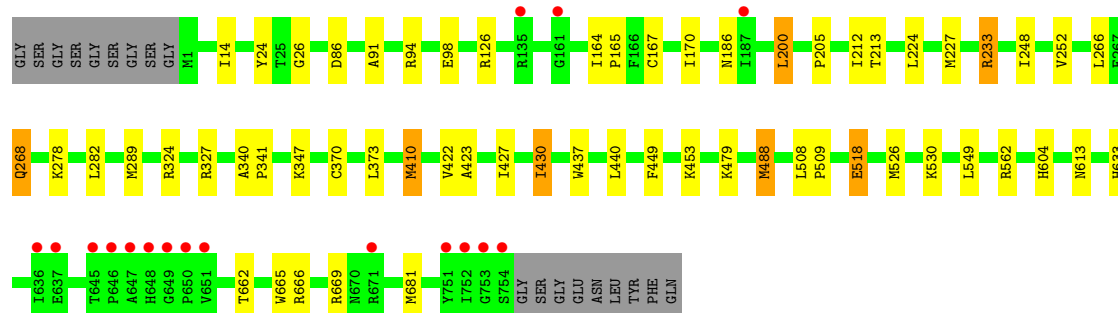 GLY SER GLY SER GLY SER GLY SER GLY M1 I14 Y24 T25 G26 D86 A91 R94 E98 R126 R135 G161 I164 P165 F166 C167 I170 N186 I187 L200 P205 I212 T213 L224 M227 R233 I248 V252 L266 E267
Q268 K278 L282 M289 R324 R327 A340 P341 K347 C370 L373 M410 V422 A423 I427 I430 W437 L440 F449 K453 K479 M488 L508 P509 E518 M526 K530 L549 R562 H604 N613 H633
I636 E637 T645 P646 A647 H648 G649 P650 V651 T662 W665 R666 R669 N670 R671 M681 Y751 I752 G753 S754 GLY SER GLY GLU ASN LEU TYR PHE GLN